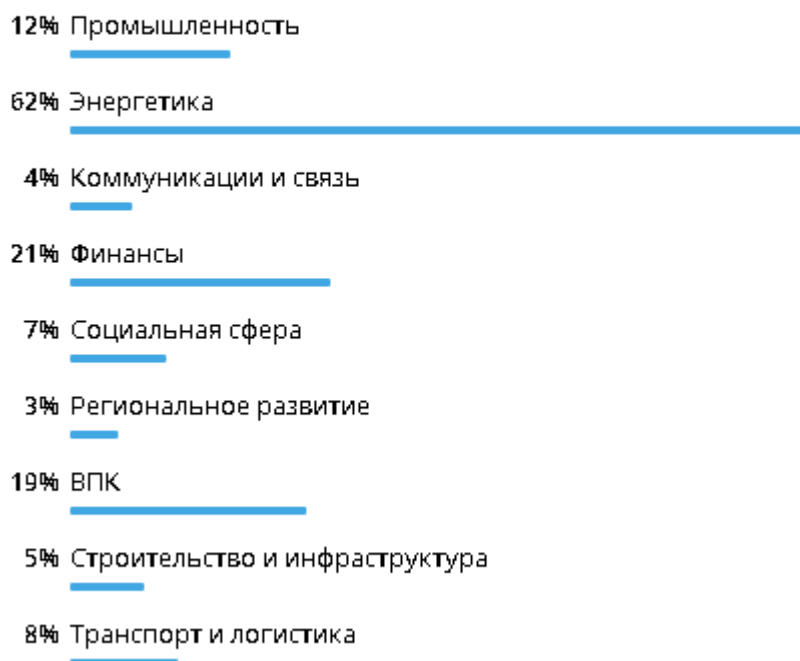 12% Промышленность
62% Энергетика
4% Коммуникации и связь
21% Финансы
7% Социальная сфера
3% Региональное развитие
19% ВПК
5% Строительство и инфраструктура
8% Транспорт и логистика